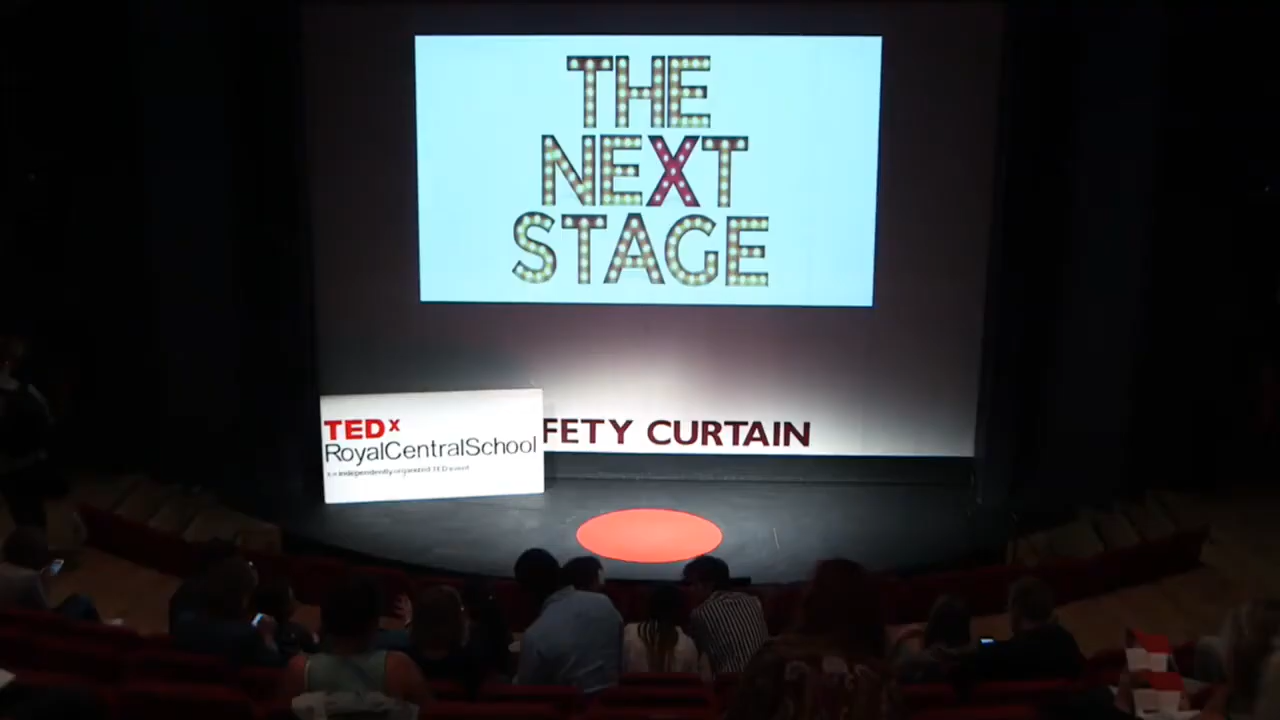 THE
NEXT
STAGE
TEDx
RoyalCentralSchool
x = independently organized TED event
FETY CURTAIN